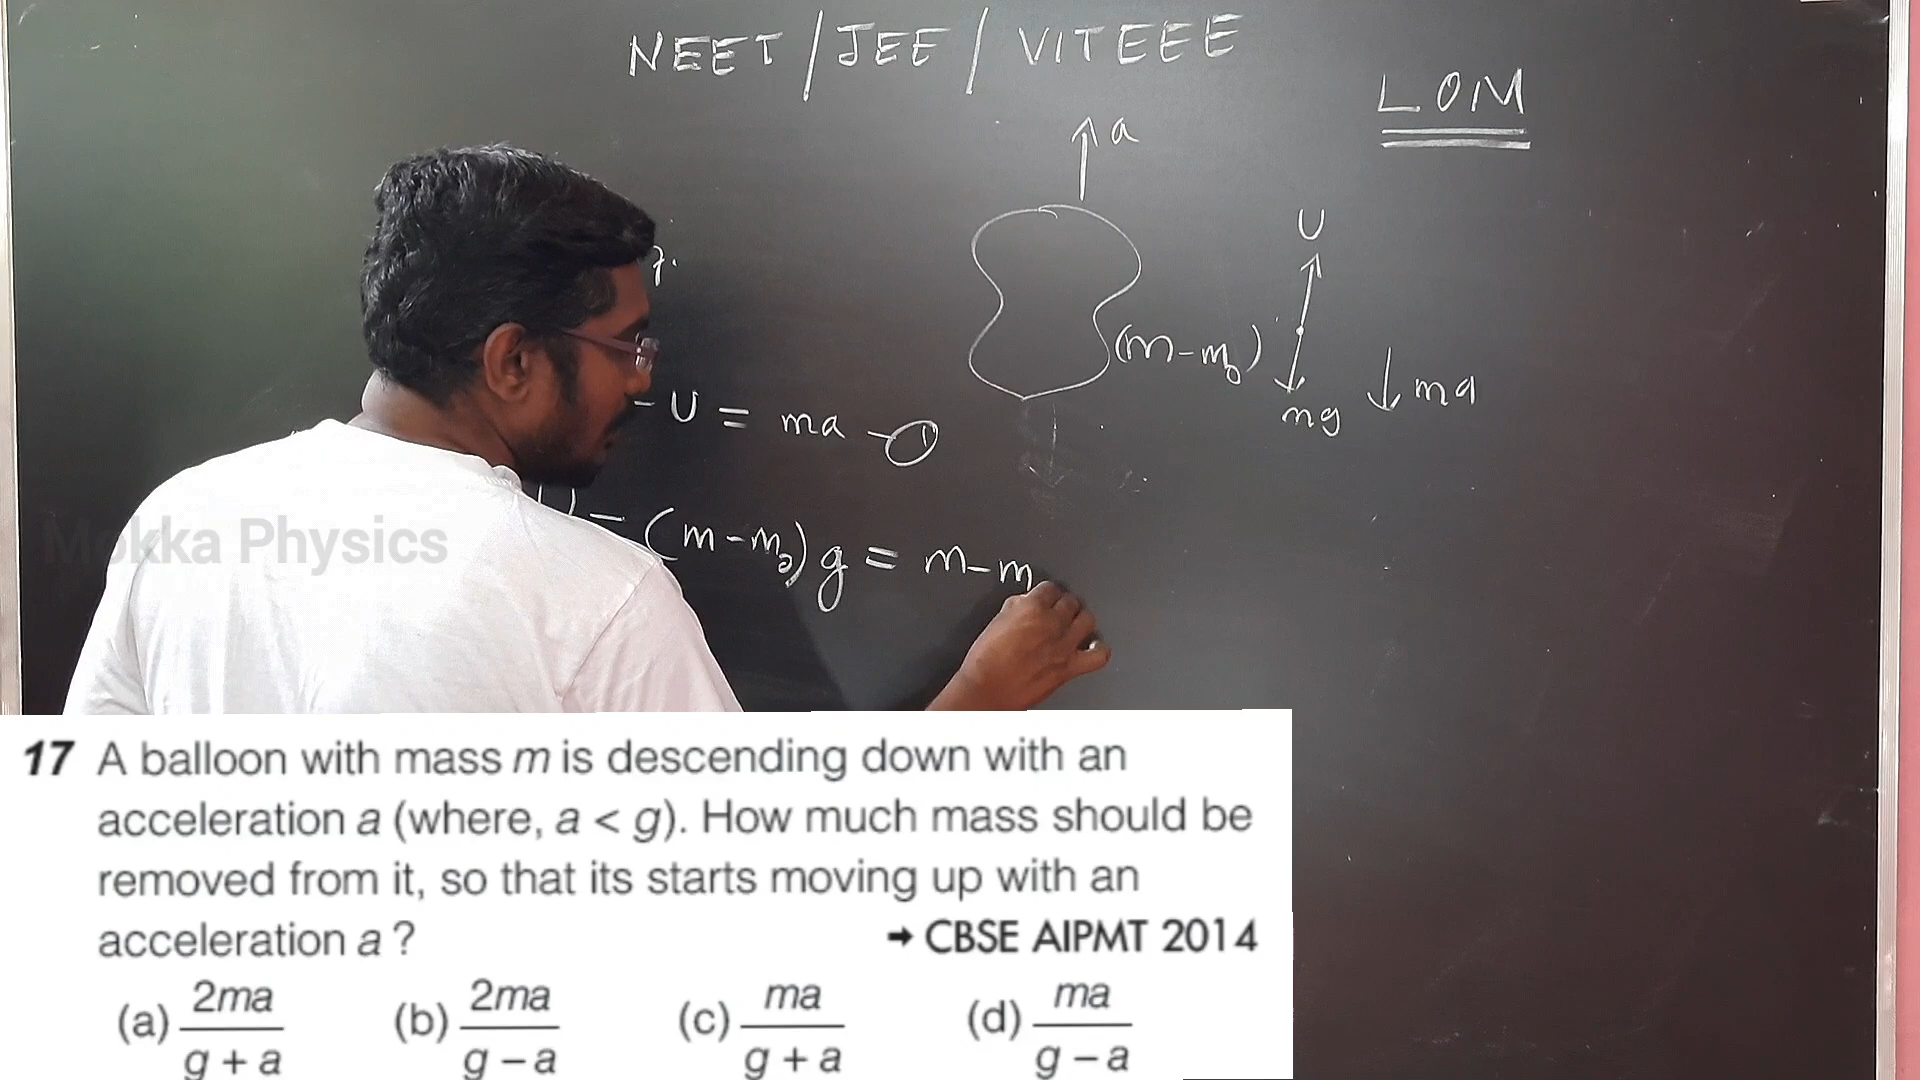 NEET / JEE / VITEEE
LOM
a
U
(m-m₀)
mg
ma
- U = ma - ①
- (m-m₀)g = m-m
Mokka Physics
17 A balloon with mass m is descending down with an
acceleration a (where, a < g). How much mass should be
removed from it, so that its starts moving up with an
acceleration a ?
→ CBSE AIPMT 2014
(a) 2ma / g + a (b) 2ma / g – a (c) ma / g + a (d) ma / g – a